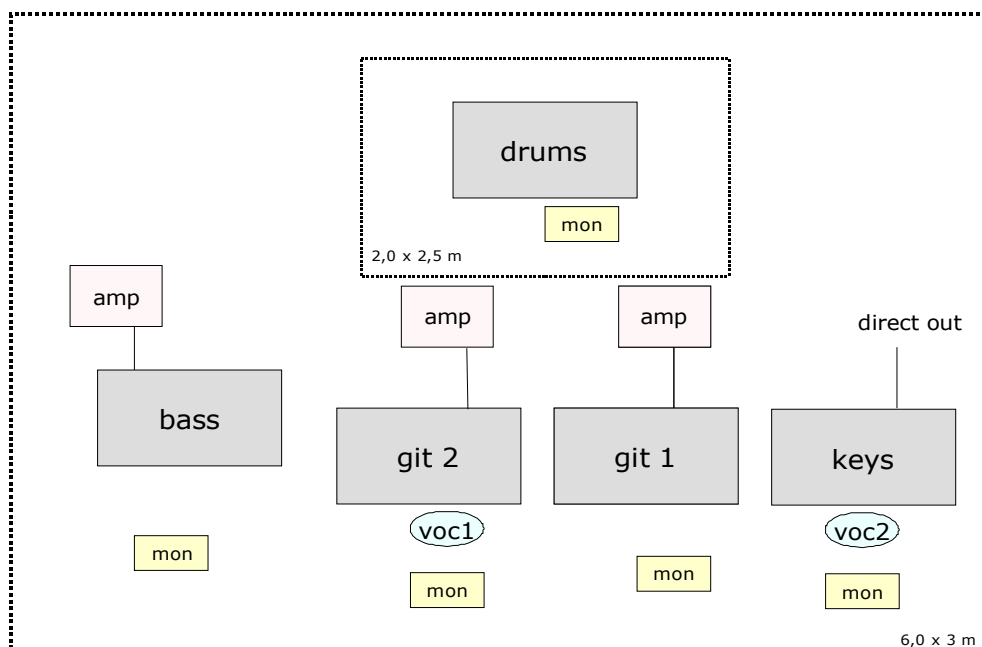 drums
mon
2,0 x 2,5 m
amp
amp
amp
direct out
bass
git 2
git 1
keys
voc1
voc2
mon
mon
mon
mon
6,0 x 3 m